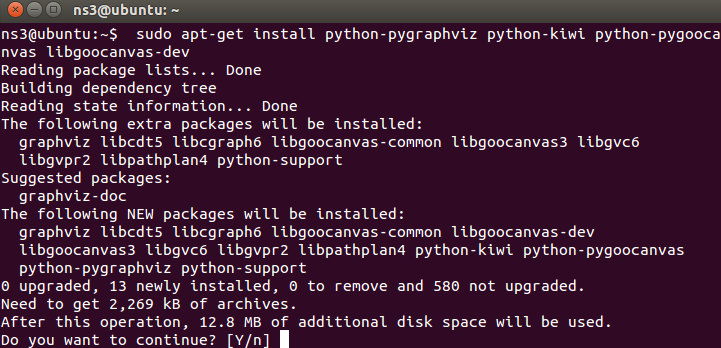 ns3@ubuntu: ~
ns3@ubuntu:~$  sudo apt-get install python-pygraphviz python-kiwi python-pygooca
nvas libgoocanvas-dev
Reading package lists... Done
Building dependency tree
Reading state information... Done
The following extra packages will be installed:
  graphviz libcdt5 libcgraph6 libgoocanvas-common libgoocanvas3 libgvc6
  libgvpr2 libpathplan4 python-support
Suggested packages:
  graphviz-doc
The following NEW packages will be installed:
  graphviz libcdt5 libcgraph6 libgoocanvas-common libgoocanvas-dev
  libgoocanvas3 libgvc6 libgvpr2 libpathplan4 python-kiwi python-pygoocanvas
  python-pygraphviz python-support
0 upgraded, 13 newly installed, 0 to remove and 580 not upgraded.
Need to get 2,269 kB of archives.
After this operation, 12.8 MB of additional disk space will be used.
Do you want to continue? [Y/n]